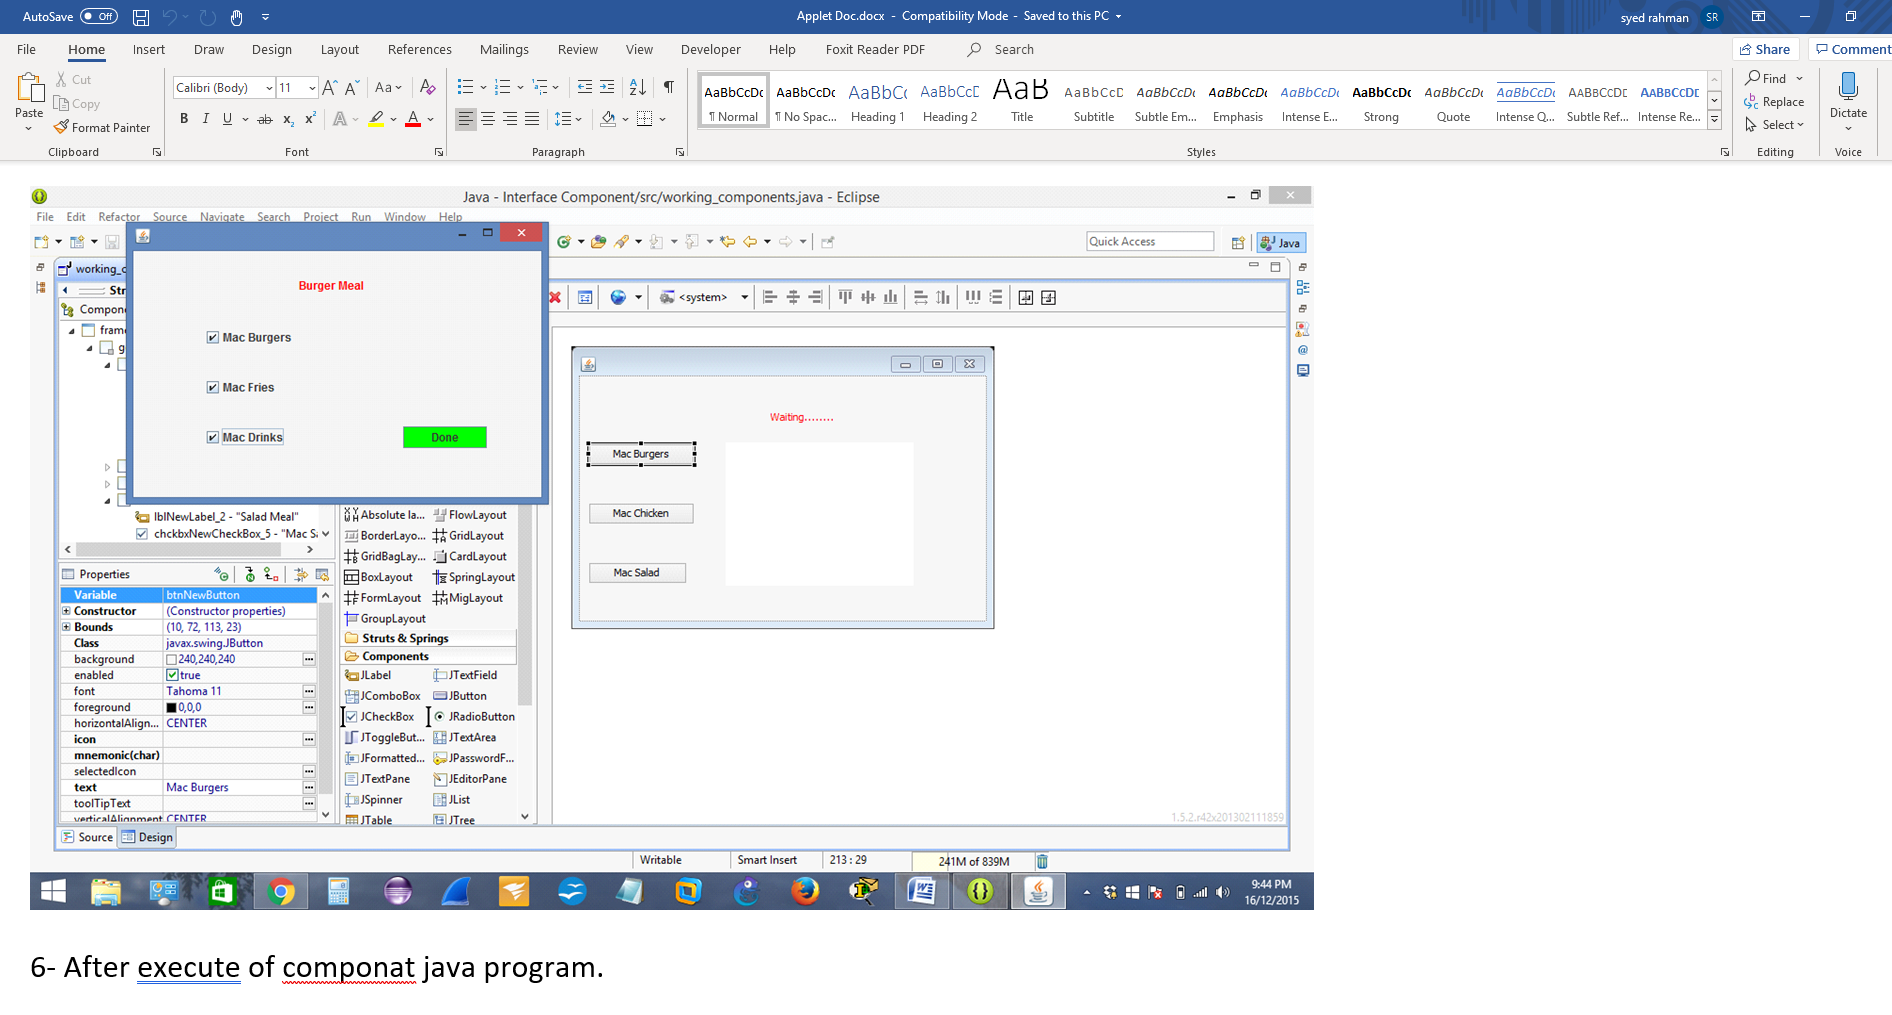 AutoSave Off Applet Doc.docx - Compatibility Mode - Saved to this PC syed rahman SR
File Home Insert Draw Design Layout References Mailings Review View Developer Help Foxit Reader PDF Search Share Comment
Paste
Cut
Copy
Format Painter
Calibri (Body) 11 Aa
AaBbCcDc AaBbCcDc AaBbC AaBbCcD AaB AaBbCcD AaBbCcDc AaBbCcDc AaBbCcDc AaBbCcDc AaBbCcDc AaBbCcDc AaBbCcDc AaBbCcDc
¶ Normal ¶ No Spac... Heading 1 Heading 2 Title Subtitle Subtle Em... Emphasis Intense E... Strong Quote Intense Q... Subtle Ref... Intense Re...
Find
Replace
Select
Dictate
Clipboard Font Paragraph Styles Editing Voice
Java - Interface Component/src/working_components.java - Eclipse
File Edit Refactor Source Navigate Search Project Run Window Help
Quick Access Java
working_c
Str
Compone
fram
g
Burger Meal
Mac Burgers
Mac Fries
Mac Drinks
Done
<system>
Waiting........
Mac Burgers
Mac Chicken
Mac Salad
lblNewLabel_2 - "Salad Meal"
chckbxNewCheckBox_5 - "Mac Sa
Properties
Variable btnNewButton
Constructor (Constructor properties)
Bounds (10, 72, 113, 23)
Class javax.swing.JButton
background 240,240,240
enabled true
font Tahoma 11
foreground 0,0,0
horizontalAlign... CENTER
icon
mnemonic(char)
selectedIcon
text Mac Burgers
toolTipText
verticalAlignment CENTER
Absolute la... FlowLayout
BorderLayo... GridLayout
GridBagLay... CardLayout
BoxLayout SpringLayout
FormLayout MigLayout
GroupLayout
Struts & Springs
Components
JLabel JTextField
JComboBox JButton
JCheckBox JRadioButton
JToggleBut... JTextArea
JFormatted... JPasswordF...
JTextPane JEditorPane
JSpinner JList
JTable JTree
1.5.2.r42x201302111859
Source Design
Writable Smart Insert 213 : 29 241M of 839M
9:44 PM
16/12/2015
6- After execute of componat java program.